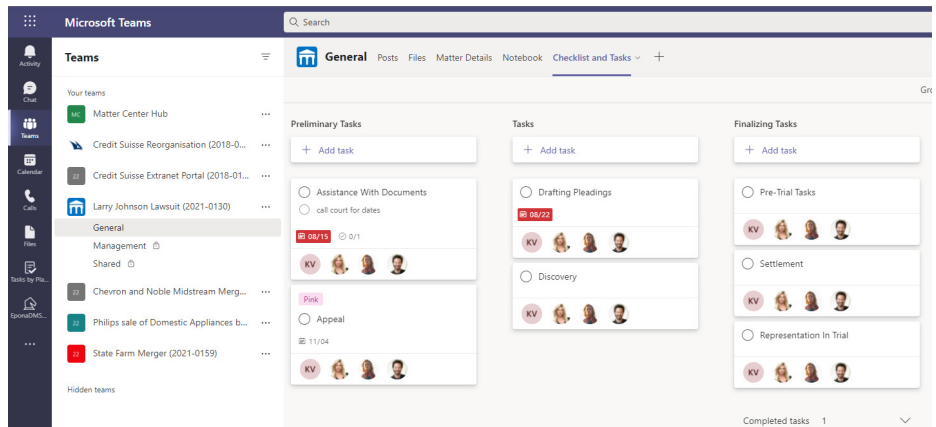 Microsoft Teams
Search
Activity
Chat
Teams
Calendar
Calls
Files
Tasks by Pla...
EponaDMS...
Teams
Your teams
MC Matter Center Hub
Credit Suisse Reorganisation (2018-0...
22 Credit Suisse Extranet Portal (2018-01...
Larry Johnson Lawsuit (2021-0130)
General
Management
Shared
22 Chevron and Noble Midstream Merg...
22 Philips sale of Domestic Appliances b...
22 State Farm Merger (2021-0159)
Hidden teams
General Posts Files Matter Details Notebook Checklist and Tasks
Gro
Preliminary Tasks
+ Add task
Assistance With Documents
call court for dates
08/15 0/1
KV
Pink
Appeal
11/04
KV
Tasks
+ Add task
Drafting Pleadings
08/22
KV
Discovery
KV
Finalizing Tasks
+ Add task
Pre-Trial Tasks
KV
Settlement
KV
Representation In Trial
KV
Completed tasks 1